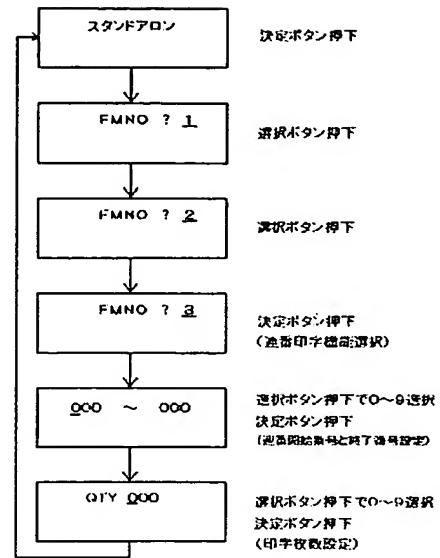 スタンドアロン
決定ボタン押下
FMNO ? 1
選択ボタン押下
FMNO ? 2
選択ボタン押下
FMNO ? 3
決定ボタン押下
(連番印字機能選択)
000 ～ 000
選択ボタン押下で0～9選択
決定ボタン押下
(連番開始番号と終了番号設定)
QTY 000
選択ボタン押下で0～9選択
決定ボタン押下
(印字枚数設定)